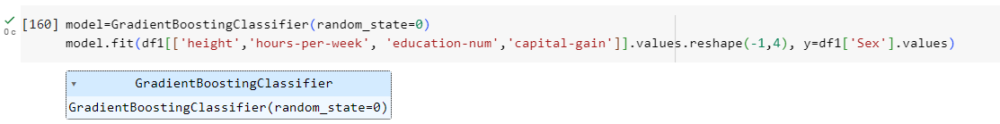 [160] model=GradientBoostingClassifier(random_state=0)
0 с model.fit(df1[['height','hours-per-week', 'education-num','capital-gain']].values.reshape(-1,4), y=df1['Sex'].values)
GradientBoostingClassifier
GradientBoostingClassifier(random_state=0)